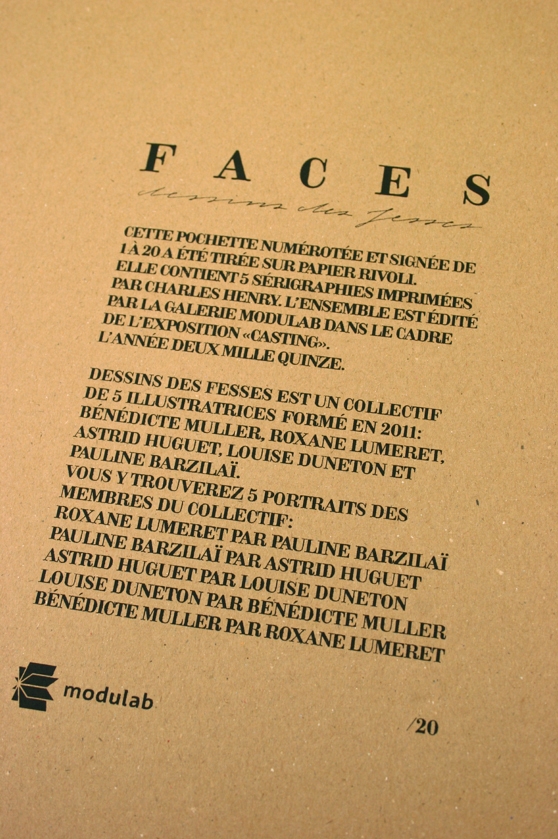 FACES
dessins des fesses
CETTE POCHETTE NUMÉROTÉE ET SIGNÉE DE
1 À 20 A ÉTÉ TIRÉE SUR PAPIER RIVOLI.
ELLE CONTIENT 5 SÉRIGRAPHIES IMPRIMÉES
PAR CHARLES HENRY. L'ENSEMBLE EST ÉDITÉ
PAR LA GALERIE MODULAB DANS LE CADRE
DE L'EXPOSITION «CASTING».
L'ANNÉE DEUX MILLE QUINZE.
DESSINS DES FESSES EST UN COLLECTIF
DE 5 ILLUSTRATRICES FORMÉ EN 2011:
BÉNÉDICTE MULLER, ROXANE LUMERET,
ASTRID HUGUET, LOUISE DUNETON ET
PAULINE BARZILAÏ.
VOUS Y TROUVEREZ 5 PORTRAITS DES
MEMBRES DU COLLECTIF:
ROXANE LUMERET PAR PAULINE BARZILAÏ
PAULINE BARZILAÏ PAR ASTRID HUGUET
ASTRID HUGUET PAR LOUISE DUNETON
LOUISE DUNETON PAR BÉNÉDICTE MULLER
BÉNÉDICTE MULLER PAR ROXANE LUMERET
modulab
/20